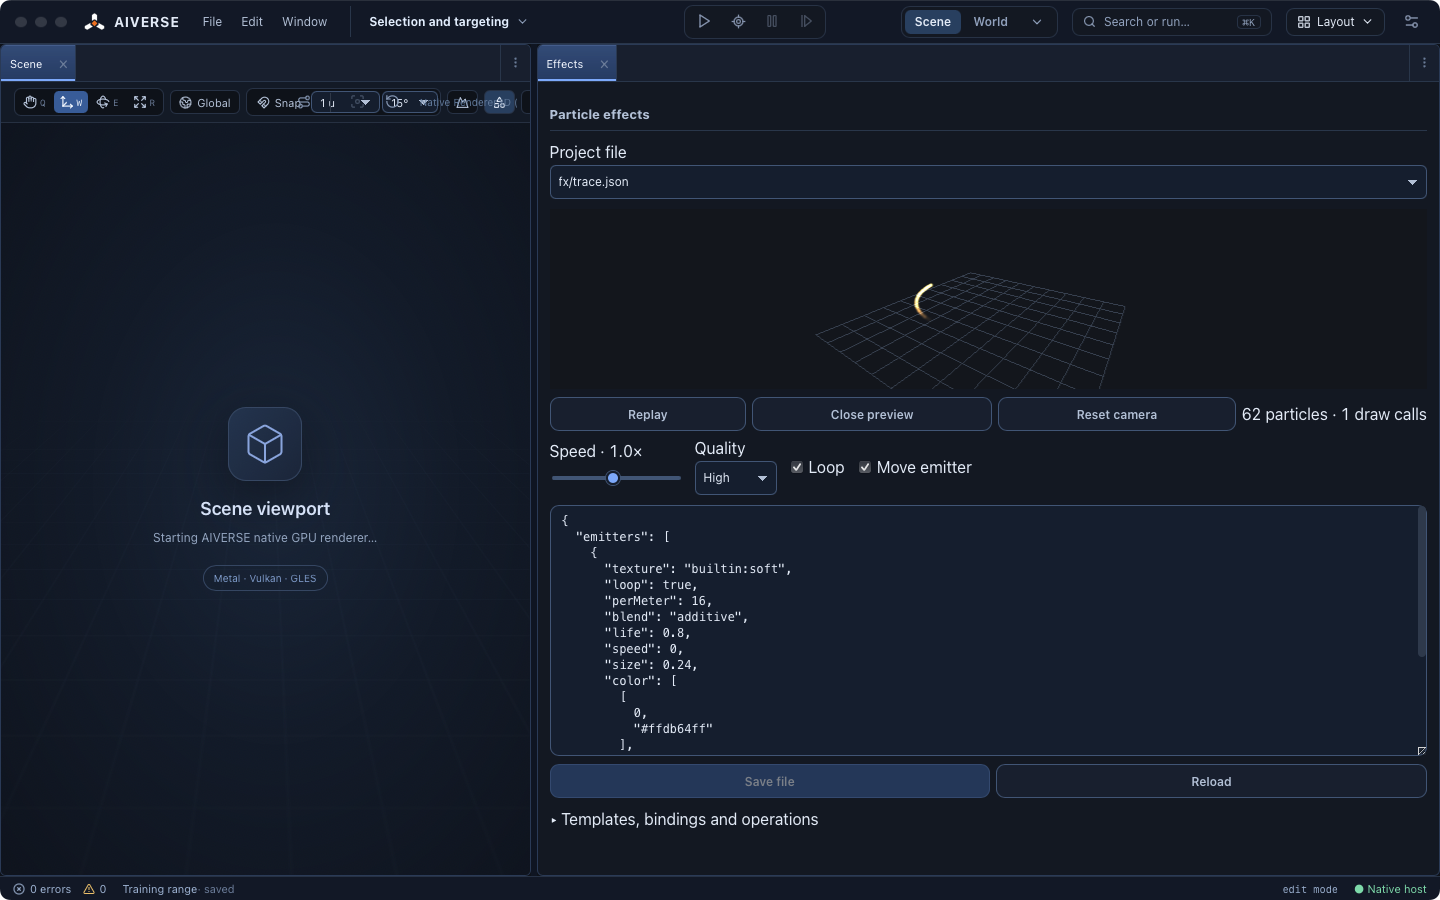 AIVERSE File Edit Window Selection and targeting Scene World Search or run... ⌘K Layout
Scene
Effects
Q W E R Global Snap 1 u 15°
Particle effects
Project file
fx/trace.json
Replay Close preview Reset camera 62 particles · 1 draw calls
Speed · 1.0× Quality
High Loop Move emitter
Scene viewport
Starting AIVERSE native GPU renderer...
Metal · Vulkan · GLES
{
"emitters": [
{
"texture": "builtin:soft",
"loop": true,
"perMeter": 16,
"blend": "additive",
"life": 0.8,
"speed": 0,
"size": 0.24,
"color": [
[
0,
"#ffdb64ff"
],
Save file Reload
▸ Templates, bindings and operations
0 errors 0 Training range · saved edit mode Native host